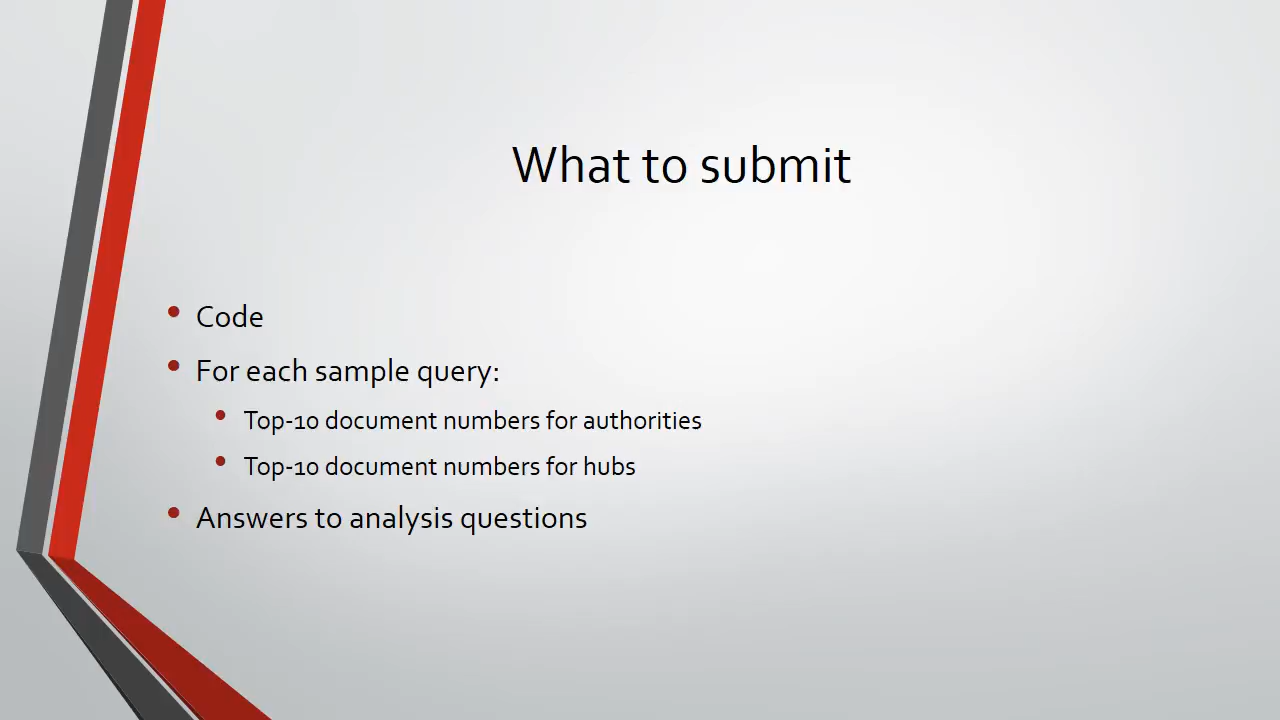 What to submit
Code
For each sample query:
Top-10 document numbers for authorities
Top-10 document numbers for hubs
Answers to analysis questions